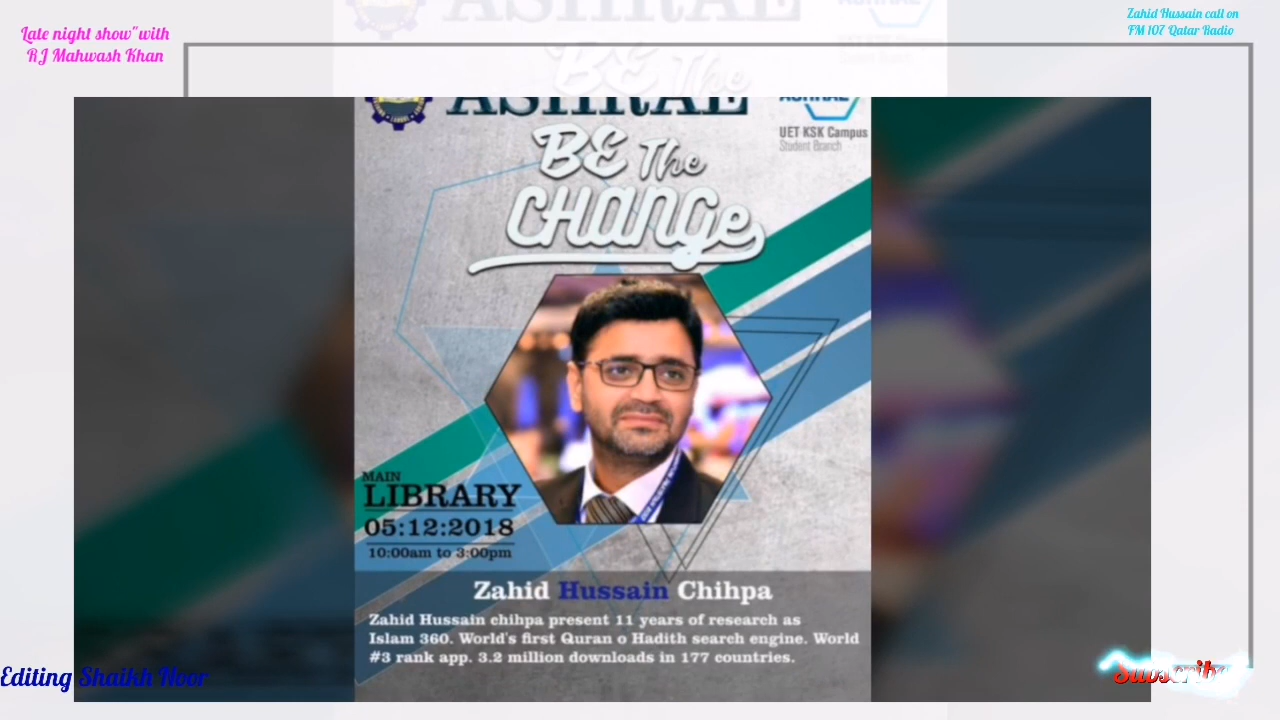 Late night show" with
RJ Mahwash Khan
Zahid Hussain call on
FM 107 Qatar Radio
ASHRAE
UET KSK Campus
Student Branch
BE The
CHANGe
MAIN
LIBRARY
05:12:2018
10:00am to 3:00pm
Zahid Hussain Chihpa
Zahid Hussain chihpa present 11 years of research as
Islam 360. World's first Quran o Hadith search engine. World
#3 rank app. 3.2 million downloads in 177 countries.
Editing Shaikh Noor
Subscribe